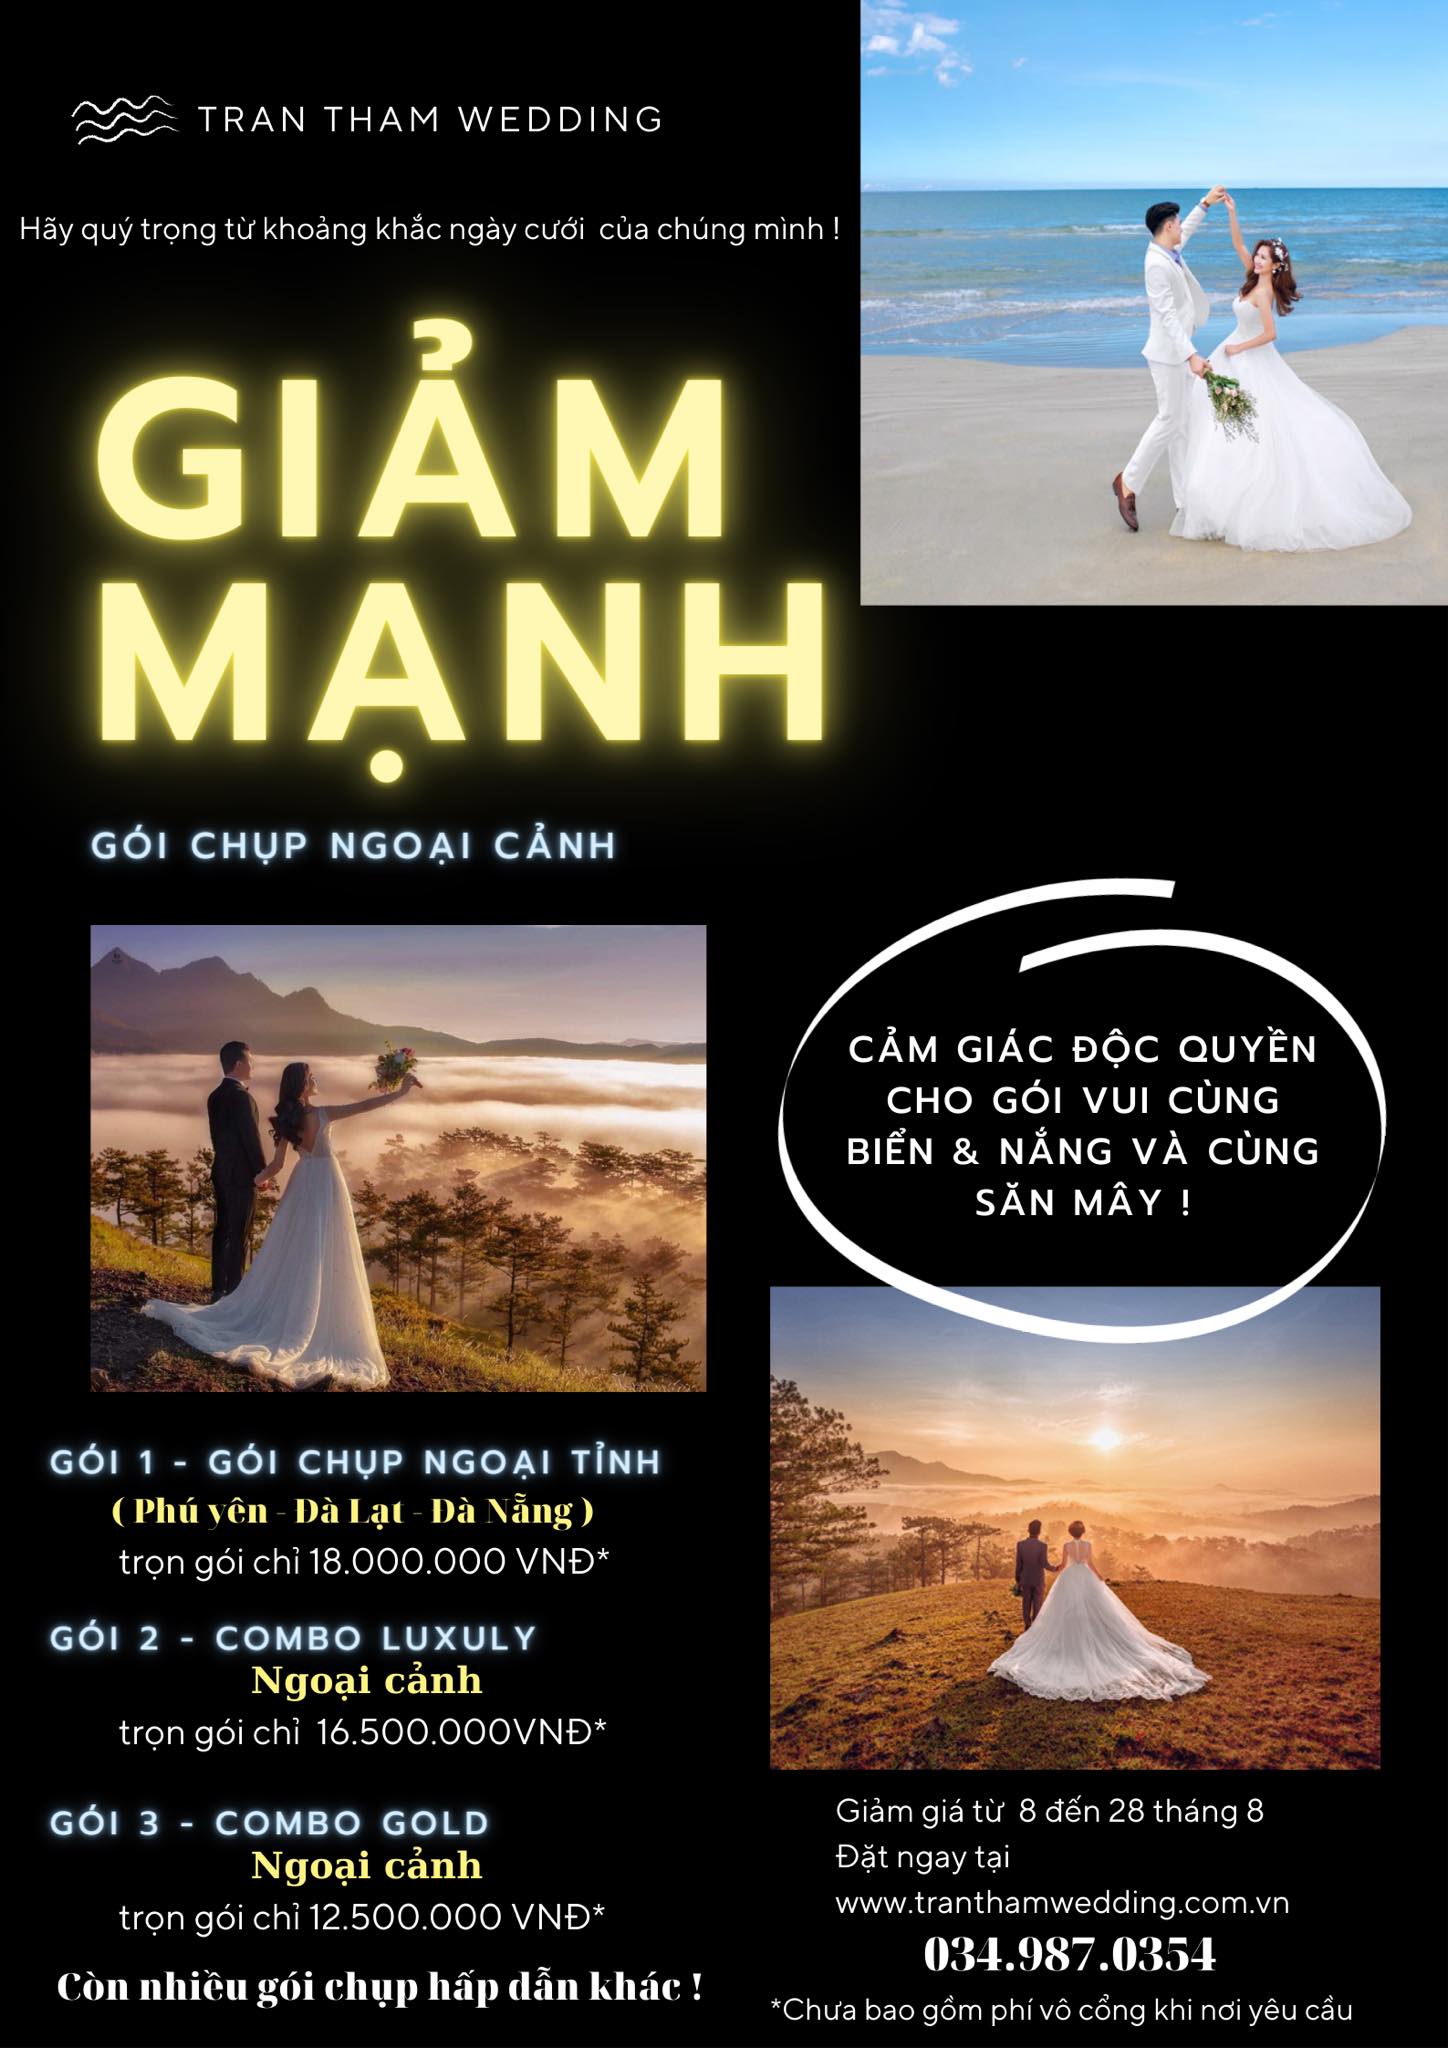 TRAN THAM WEDDING
Hãy quý trọng từ khoảng khắc ngày cưới của chúng mình !
GIẢM
MẠNH
GÓI CHỤP NGOẠI CẢNH
CẢM GIÁC ĐỘC QUYỀN
CHO GÓI VUI CÙNG
BIỂN & NẮNG VÀ CÙNG
SĂN MÂY !
GÓI 1 - GÓI CHỤP NGOẠI TỈNH
( Phú yên - Đà Lạt - Đà Nẵng )
trọn gói chỉ 18.000.000 VNĐ*
GÓI 2 - COMBO LUXULY
Ngoại cảnh
trọn gói chỉ 16.500.000VNĐ*
GÓI 3 - COMBO GOLD
Ngoại cảnh
trọn gói chỉ 12.500.000 VNĐ*
Còn nhiều gói chụp hấp dẫn khác !
Giảm giá từ 8 đến 28 tháng 8
Đặt ngay tại
www.tranthamwedding.com.vn
034.987.0354
*Chưa bao gồm phí vô cổng khi nơi yêu cầu